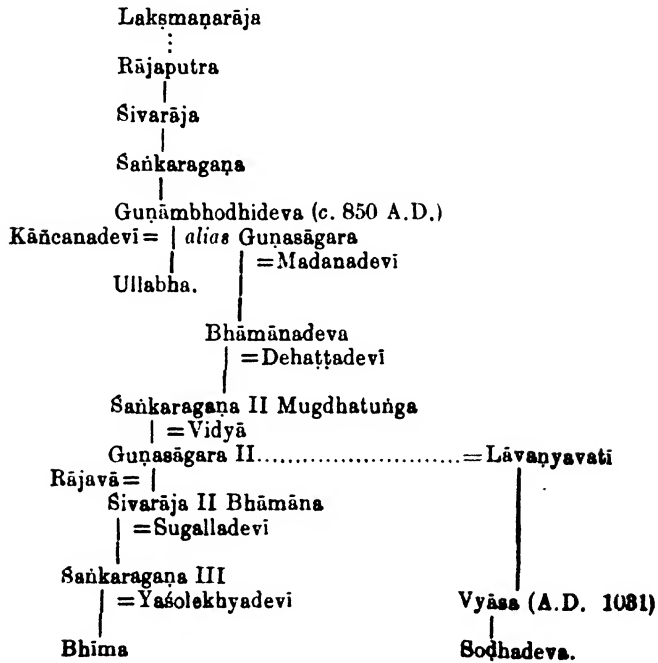 Lakṣmaṇarāja
Rājaputra
Śivarāja
Śaṅkaragaṇa
Guṇāmbhodhideva (c. 850 A.D.)
Kāñcanadevī = alias Guṇasāgara
=Madanadevī
Ullabha.
Bhāmānadeva
=Dehaṭṭadevī
Śaṅkaragaṇa II Mugdhatuṅga
=Vidyā
Guṇasāgara II........................=Lāvaṇyavatī
Rājavā=
Śivarāja II Bhāmāna
=Sugalladevī
Śaṅkaragaṇa III
=Yaśolekhyadevī Vyāsa (A.D. 1031)
Bhīma Soḍhadeva.